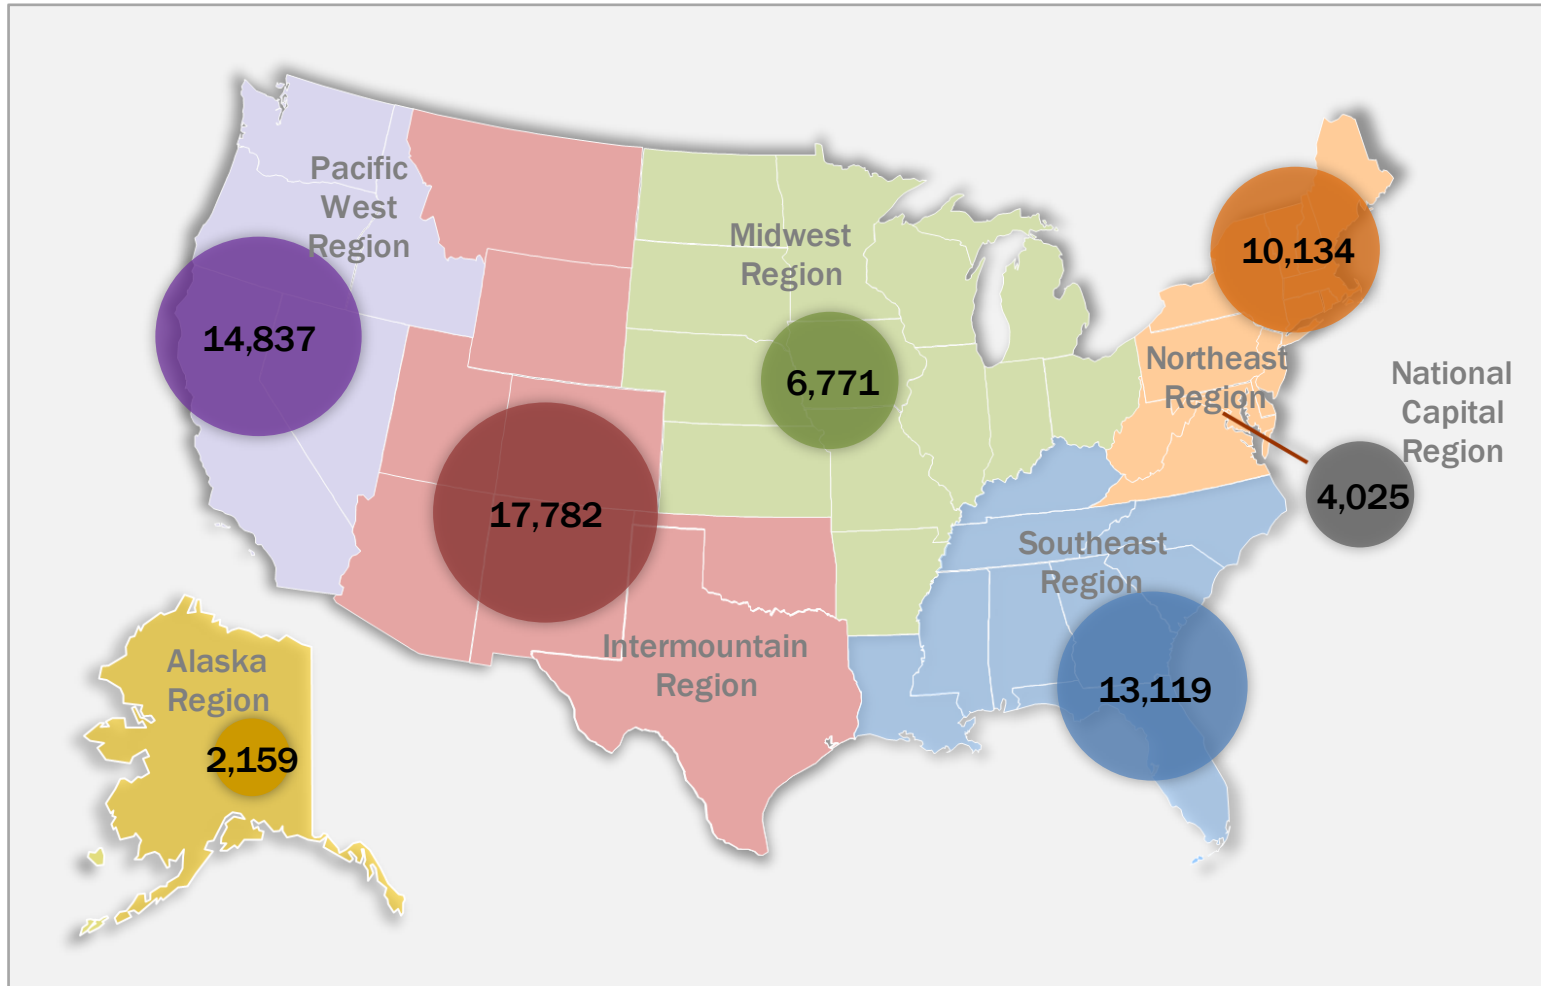 Pacific
West
Region
14,837
Midwest
Region
6,771
10,134
Northeast
Region
National
Capital
Region
4,025
17,782
Intermountain
Region
Southeast
Region
13,119
Alaska
Region
2,159